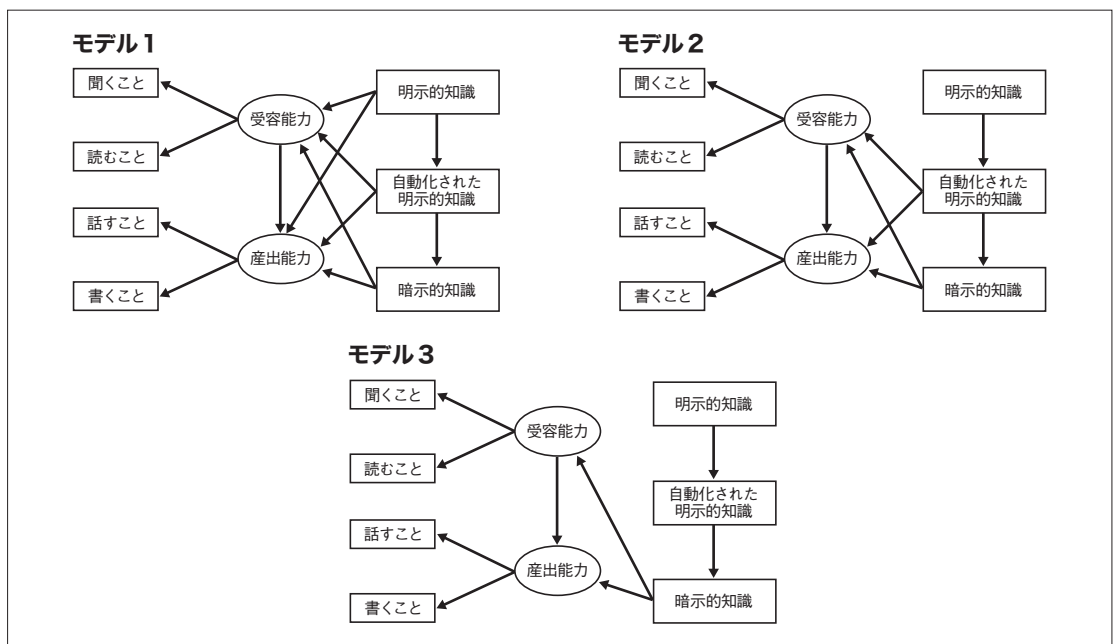 モデル1
聞くこと
読むこと
話すこと
書くこと
受容能力
産出能力
明示的知識
自動化された
明示的知識
暗示的知識
モデル2
聞くこと
読むこと
話すこと
書くこと
受容能力
産出能力
明示的知識
自動化された
明示的知識
暗示的知識
モデル3
聞くこと
読むこと
話すこと
書くこと
受容能力
産出能力
明示的知識
自動化された
明示的知識
暗示的知識